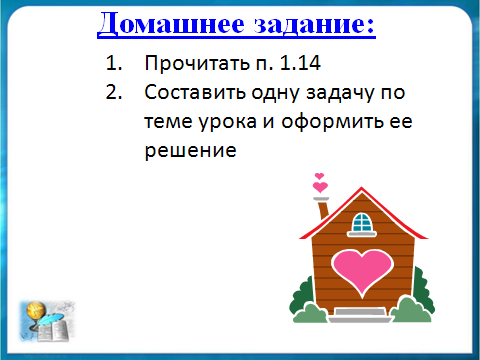 Домашнее задание:
1. Прочитать п. 1.14
2. Составить одну задачу по
теме урока и оформить ее
решение